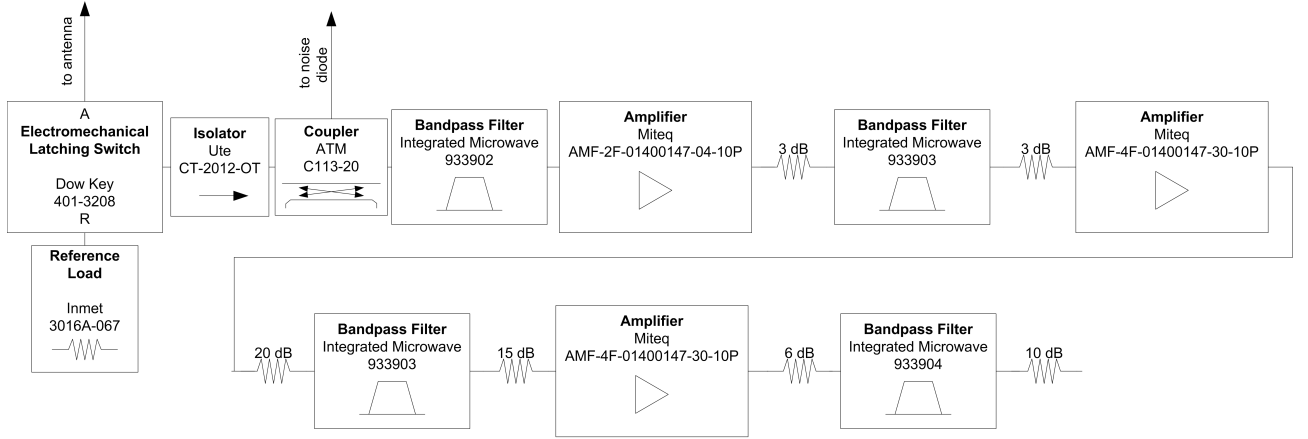 to antenna
to noise
diode
A
Electromechanical
Latching Switch
Dow Key
401-3208
R
Isolator
Ute
CT-2012-OT
Coupler
ATM
C113-20
Bandpass Filter
Integrated Microwave
933902
Amplifier
Miteq
AMF-2F-01400147-04-10P
3 dB
Bandpass Filter
Integrated Microwave
933903
3 dB
Amplifier
Miteq
AMF-4F-01400147-30-10P
Reference
Load
Inmet
3016A-067
20 dB
Bandpass Filter
Integrated Microwave
933903
15 dB
Amplifier
Miteq
AMF-4F-01400147-30-10P
6 dB
Bandpass Filter
Integrated Microwave
933904
10 dB